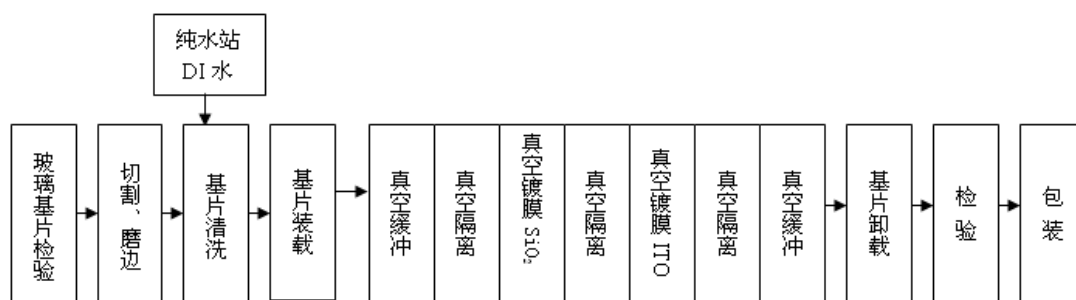 纯水站
DI 水
玻璃基片检验
切割、磨边
基片清洗
基片装载
真空缓冲
真空隔离
真空镀膜 SiO₂
真空隔离
真空镀膜 ITO
真空隔离
真空缓冲
基片卸载
检验
包装